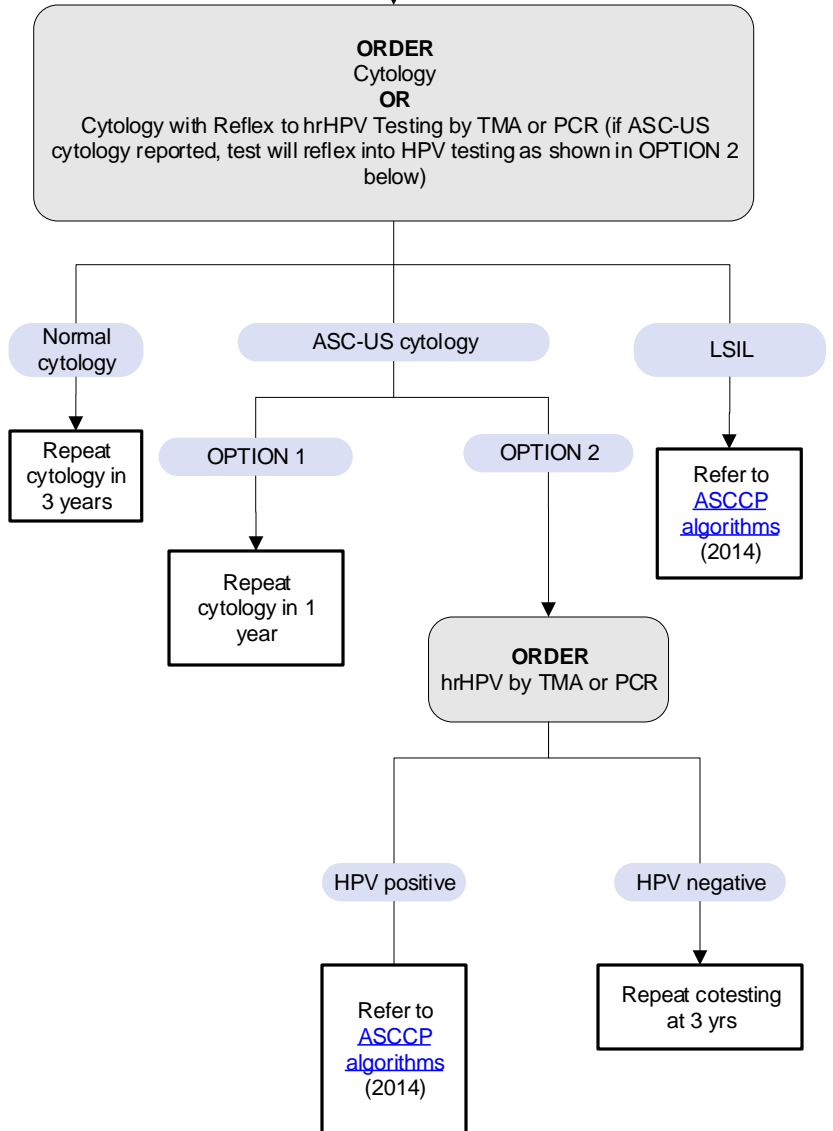 ORDER
Cytology
OR
Cytology with Reflex to hrHPV Testing by TMA or PCR (if ASC-US
cytology reported, test will reflex into HPV testing as shown in OPTION 2
below)
Normal
cytology
ASC-US cytology
LSIL
Repeat
cytology in
3 years
OPTION 1
OPTION 2
Refer to
ASCCP
algorithms
(2014)
Repeat
cytology in 1
year
ORDER
hrHPV by TMA or PCR
HPV positive
HPV negative
Refer to
ASCCP
algorithms
(2014)
Repeat cotesting
at 3 yrs